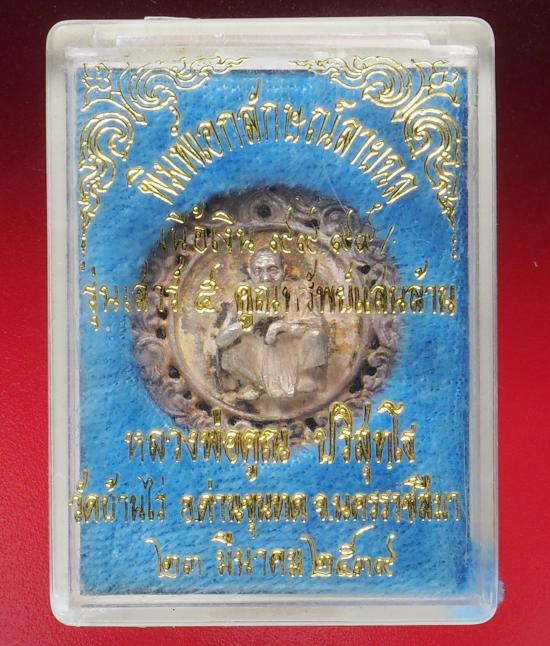 พิมพ์เอกลักษณ์ลายฉลุ
เนื้อเงิน ๙๙.๙๙%
รุ่นเสาร์ ๕ คูณทรัพย์แสนล้าน
หลวงพ่อคูณ ปริสุทฺโธ
วัดบ้านไร่ อ.ด่านขุนทด จ.นครราชสีมา
๒๓ มีนาคม ๒๕๓๙